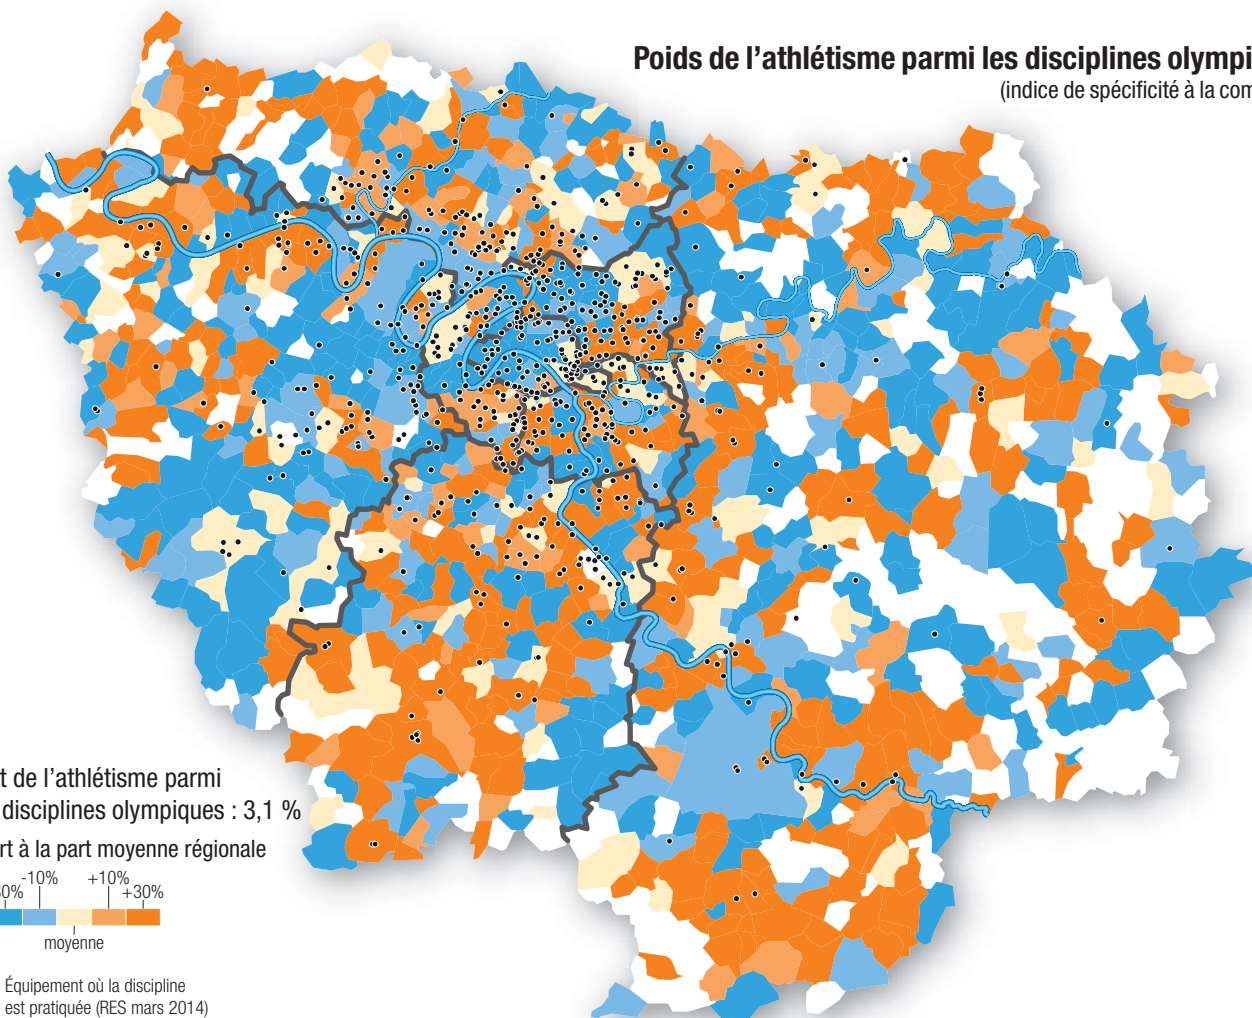 Poids de l'athlétisme parmi les disciplines olympi
(indice de spécificité à la com
t de l'athlétisme parmi
disciplines olympiques : 3,1 %
rt à la part moyenne régionale
-10% +10%
30% +30%
moyenne
Équipement où la discipline
est pratiquée (RES mars 2014)